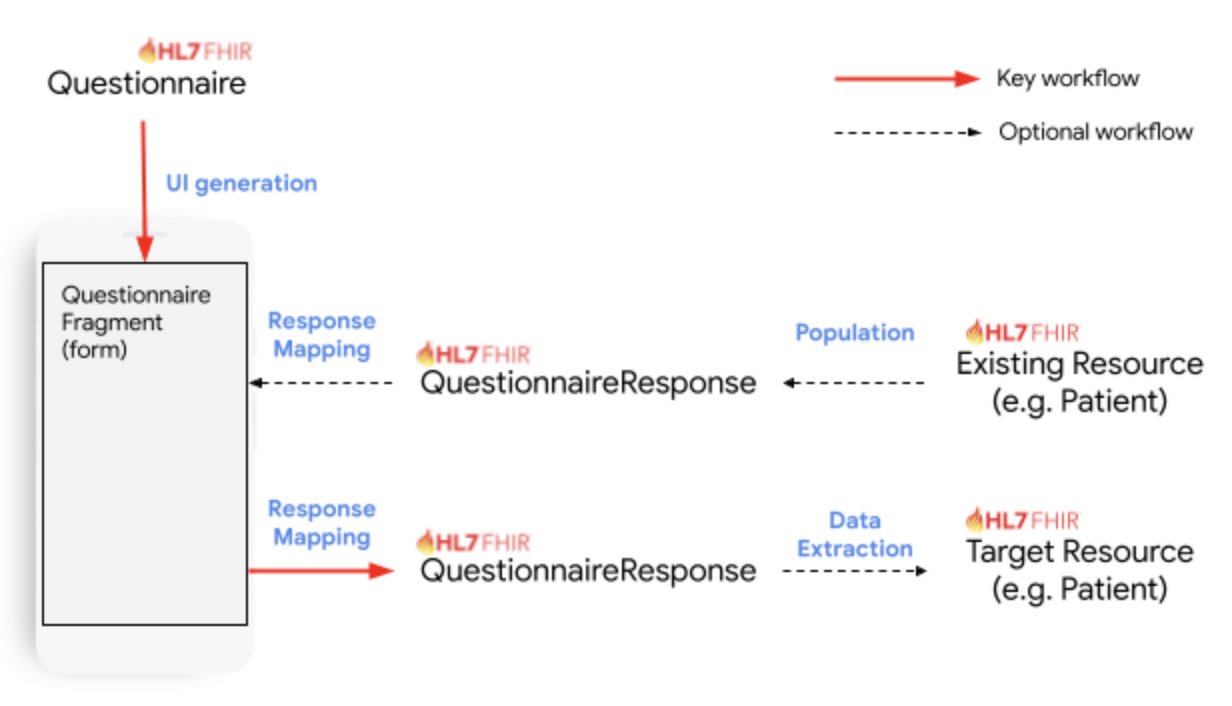 HL7 FHIR
Questionnaire
Key workflow
Optional workflow
UI generation
Questionnaire
Fragment
(form)
Response
Mapping
HL7 FHIR
QuestionnaireResponse
Population
HL7 FHIR
Existing Resource
(e.g. Patient)
Response
Mapping
HL7 FHIR
QuestionnaireResponse
Data
Extraction
HL7 FHIR
Target Resource
(e.g. Patient)